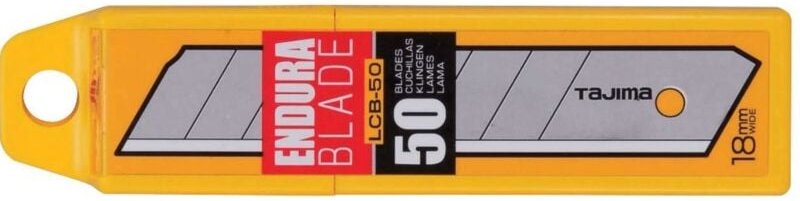 ENDURA
BLADE
LCB-50
50
BLADES
CUCHILLAS
KLINGEN
LAMES
LAMA
TAJIMA
18mm
WIDE